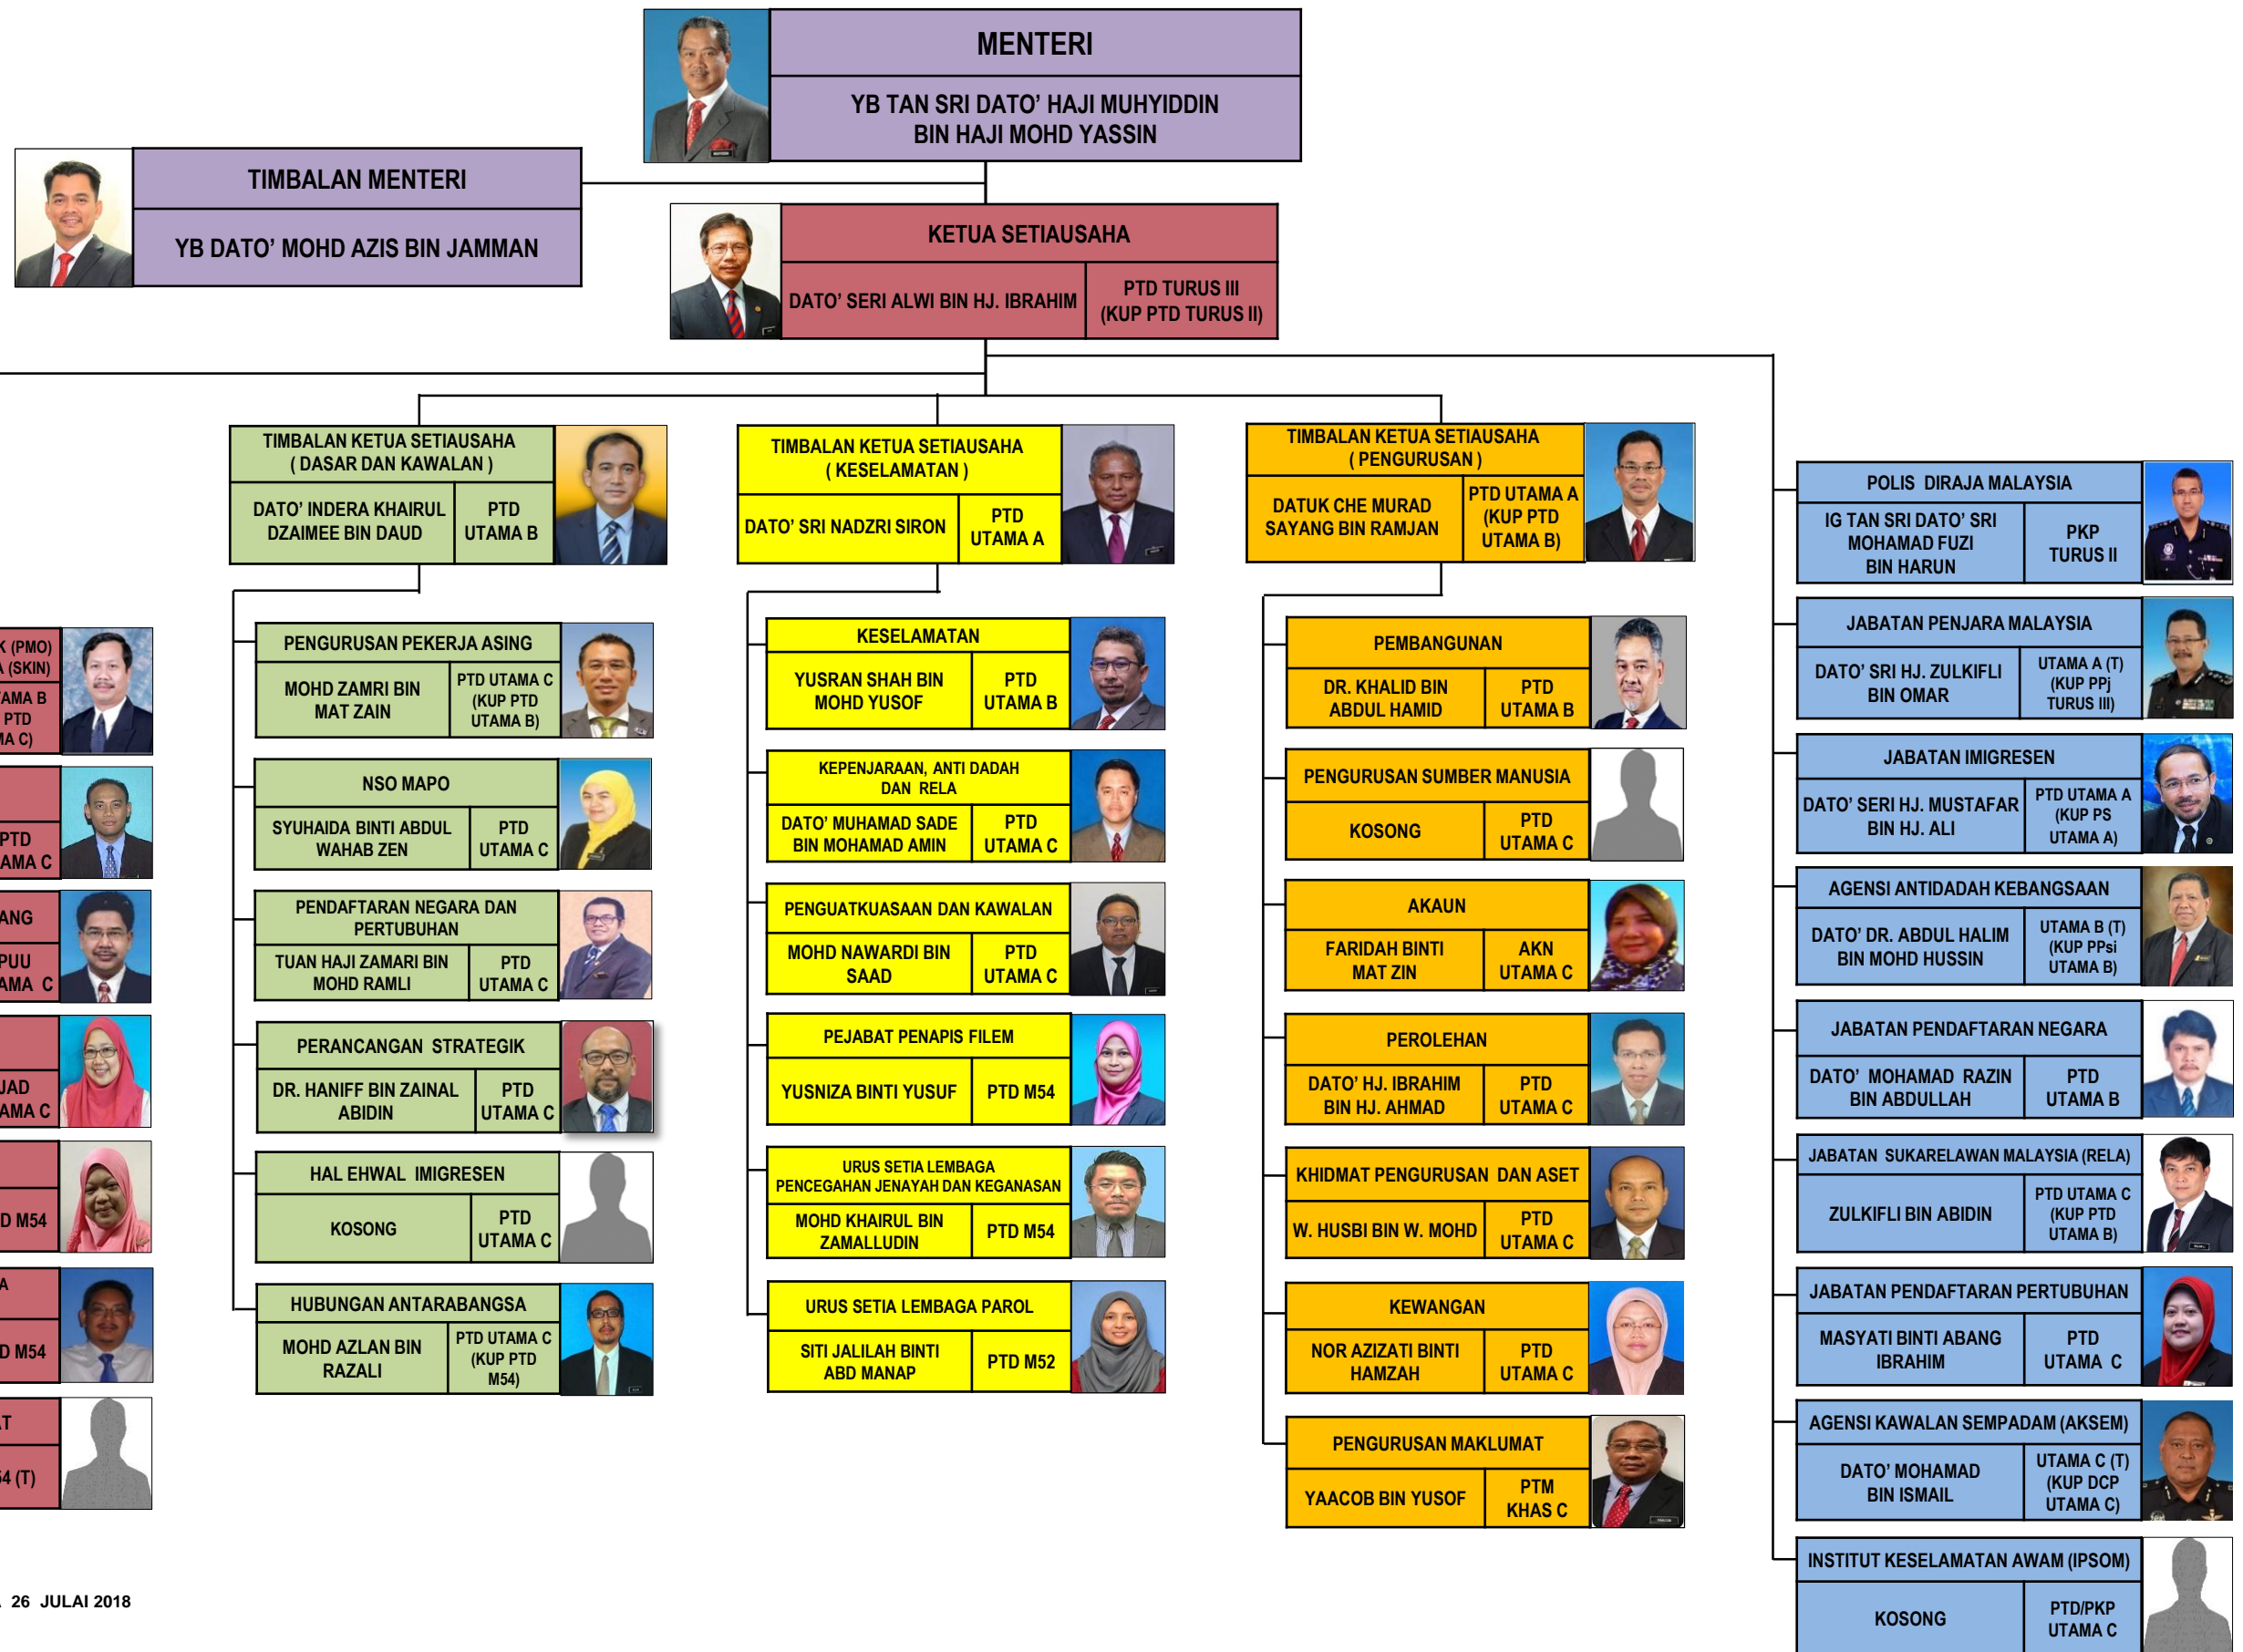 MENTERI
YB TAN SRI DATO’ HAJI MUHYIDDIN
BIN HAJI MOHD YASSIN
TIMBALAN MENTERI
YB DATO’ MOHD AZIS BIN JAMMAN
KETUA SETIAUSAHA
DATO’ SERI ALWI BIN HJ. IBRAHIM
PTD TURUS III
(KUP PTD TURUS II)
K (PMO)
A (SKIN)
AMA B
PTD
MA C)
PTD
AMA C
ANG
PUU
AMA C
JAD
AMA C
D M54
A
D M54
AT
54 (T)
26 JULAI 2018
TIMBALAN KETUA SETIAUSAHA
( DASAR DAN KAWALAN )
DATO’ INDERA KHAIRUL
DZAIMEE BIN DAUD
PTD
UTAMA B
PENGURUSAN PEKERJA ASING
MOHD ZAMRI BIN
MAT ZAIN
PTD UTAMA C
(KUP PTD
UTAMA B)
NSO MAPO
SYUHAIDA BINTI ABDUL
WAHAB ZEN
PTD
UTAMA C
PENDAFTARAN NEGARA DAN
PERTUBUHAN
TUAN HAJI ZAMARI BIN
MOHD RAMLI
PTD
UTAMA C
PERANCANGAN STRATEGIK
DR. HANIFF BIN ZAINAL
ABIDIN
PTD
UTAMA C
HAL EHWAL IMIGRESEN
KOSONG
PTD
UTAMA C
HUBUNGAN ANTARABANGSA
MOHD AZLAN BIN
RAZALI
PTD UTAMA C
(KUP PTD
M54)
TIMBALAN KETUA SETIAUSAHA
( KESELAMATAN )
DATO’ SRI NADZRI SIRON
PTD
UTAMA A
KESELAMATAN
YUSRAN SHAH BIN
MOHD YUSOF
PTD
UTAMA B
KEPENJARAAN, ANTI DADAH
DAN RELA
DATO’ MUHAMAD SADE
BIN MOHAMAD AMIN
PTD
UTAMA C
PENGUATKUASAAN DAN KAWALAN
MOHD NAWARDI BIN
SAAD
PTD
UTAMA C
PEJABAT PENAPIS FILEM
YUSNIZA BINTI YUSUF
PTD M54
URUS SETIA LEMBAGA
PENCEGAHAN JENAYAH DAN KEGANASAN
MOHD KHAIRUL BIN
ZAMALLUDIN
PTD M54
URUS SETIA LEMBAGA PAROL
SITI JALILAH BINTI
ABD MANAP
PTD M52
TIMBALAN KETUA SETIAUSAHA
( PENGURUSAN )
DATUK CHE MURAD
SAYANG BIN RAMJAN
PTD UTAMA A
(KUP PTD
UTAMA B)
PEMBANGUNAN
DR. KHALID BIN
ABDUL HAMID
PTD
UTAMA B
PENGURUSAN SUMBER MANUSIA
KOSONG
PTD
UTAMA C
AKAUN
FARIDAH BINTI
MAT ZIN
AKN
UTAMA C
PEROLEHAN
DATO’ HJ. IBRAHIM
BIN HJ. AHMAD
PTD
UTAMA C
KHIDMAT PENGURUSAN DAN ASET
W. HUSBI BIN W. MOHD
PTD
UTAMA C
KEWANGAN
NOR AZIZATI BINTI
HAMZAH
PTD
UTAMA C
PENGURUSAN MAKLUMAT
YAACOB BIN YUSOF
PTM
KHAS C
POLIS DIRAJA MALAYSIA
IG TAN SRI DATO’ SRI
MOHAMAD FUZI
BIN HARUN
PKP
TURUS II
JABATAN PENJARA MALAYSIA
DATO’ SRI HJ. ZULKIFLI
BIN OMAR
UTAMA A (T)
(KUP PPj
TURUS III)
JABATAN IMIGRESEN
DATO’ SERI HJ. MUSTAFAR
BIN HJ. ALI
PTD UTAMA A
(KUP PS
UTAMA A)
AGENSI ANTIDADAH KEBANGSAAN
DATO’ DR. ABDUL HALIM
BIN MOHD HUSSIN
UTAMA B (T)
(KUP PPsi
UTAMA B)
JABATAN PENDAFTARAN NEGARA
DATO’ MOHAMAD RAZIN
BIN ABDULLAH
PTD
UTAMA B
JABATAN SUKARELAWAN MALAYSIA (RELA)
ZULKIFLI BIN ABIDIN
PTD UTAMA C
(KUP PTD
UTAMA B)
JABATAN PENDAFTARAN PERTUBUHAN
MASYATI BINTI ABANG
IBRAHIM
PTD
UTAMA C
AGENSI KAWALAN SEMPADAM (AKSEM)
DATO’ MOHAMAD
BIN ISMAIL
UTAMA C (T)
(KUP DCP
UTAMA C)
INSTITUT KESELAMATAN AWAM (IPSOM)
KOSONG
PTD/PKP
UTAMA C